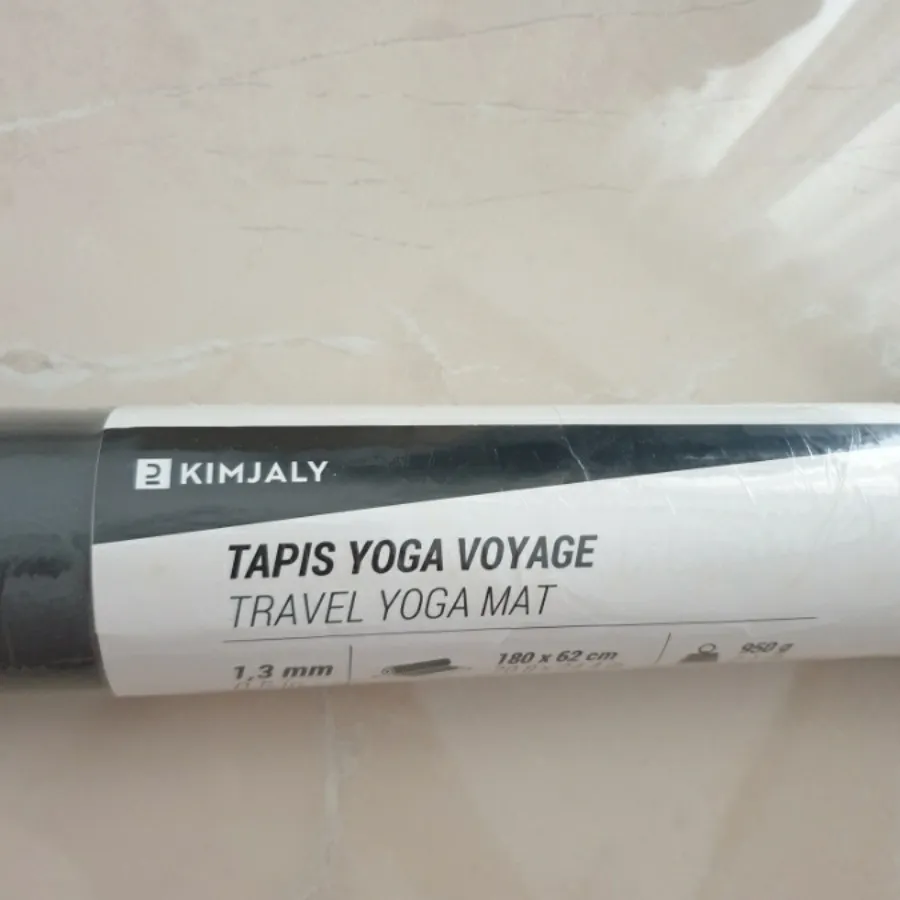 KIMJALY
TAPIS YOGA VOYAGE
TRAVEL YOGA MAT
1,3 mm
180 x 62 cm
950 g